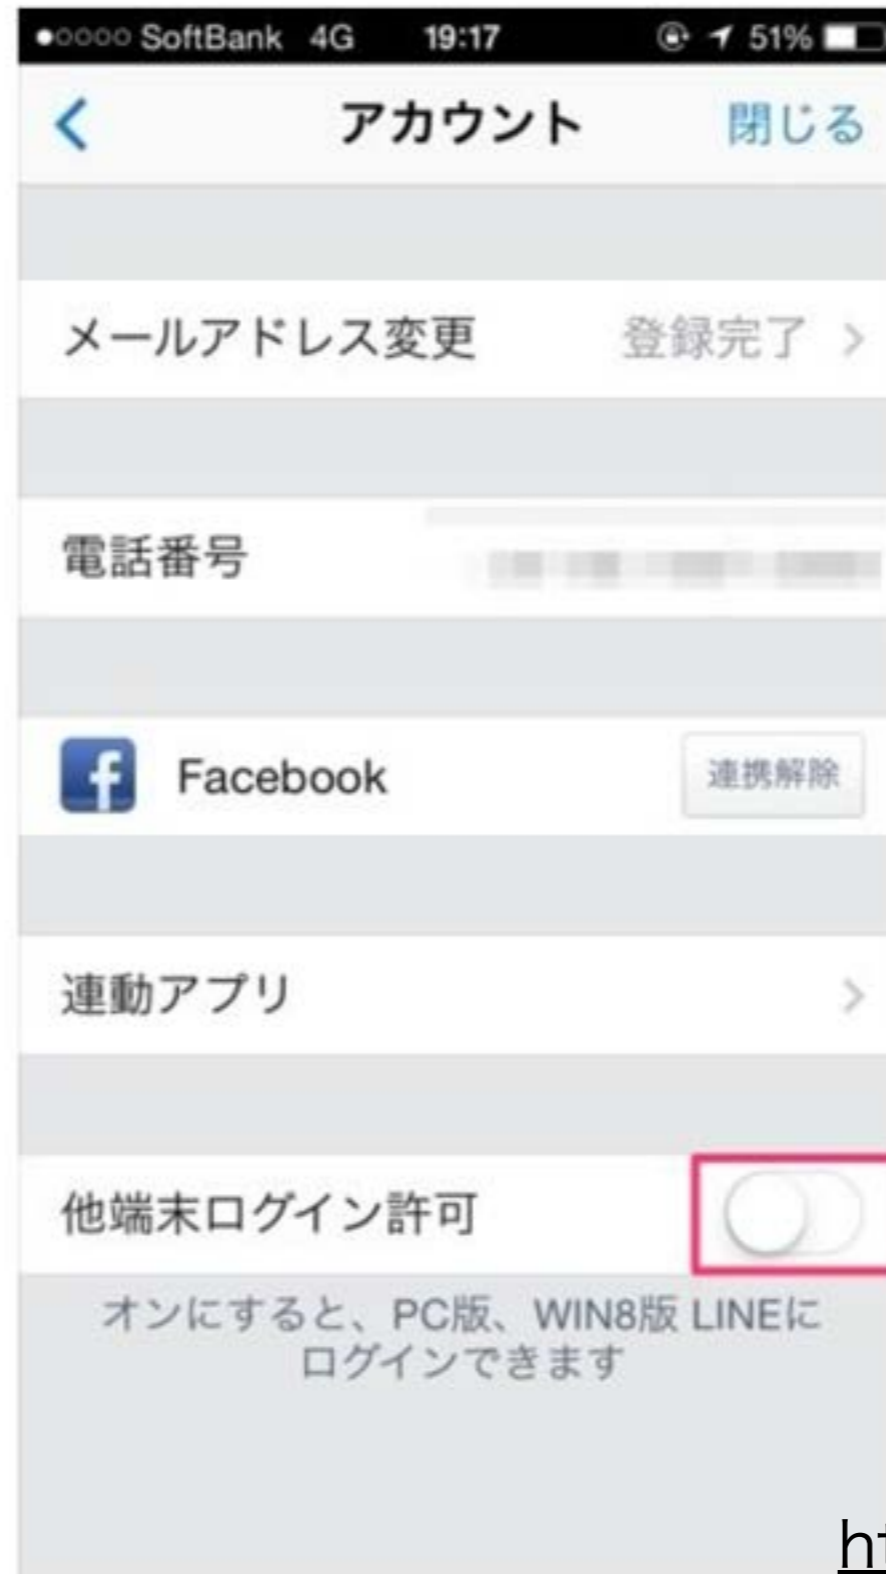 SoftBank 4G 19:17 51%
アカウント 閉じる
メールアドレス変更 登録完了
電話番号
Facebook 連携解除
連動アプリ
他端末ログイン許可
オンにすると、PC版、WIN8版 LINEに
ログインできます